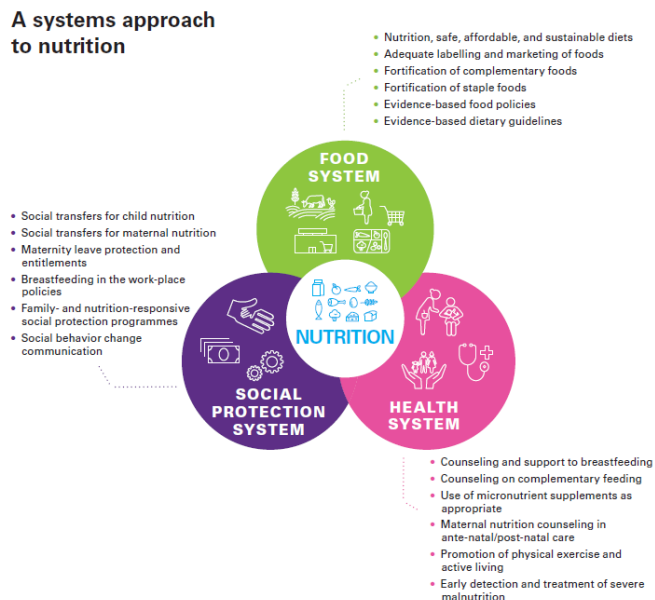 A systems approach
to nutrition
• Nutrition, safe, affordable, and sustainable diets
• Adequate labelling and marketing of foods
• Fortification of complementary foods
• Fortification of staple foods
• Evidence-based food policies
• Evidence-based dietary guidelines
FOOD
SYSTEM
• Social transfers for child nutrition
• Social transfers for maternal nutrition
• Maternity leave protection and
entitlements
• Breastfeeding in the work-place
policies
• Family- and nutrition-responsive
social protection programmes
• Social behavior change
communication
NUTRITION
SOCIAL
PROTECTION
SYSTEM
HEALTH
SYSTEM
• Counseling and support to breastfeeding
• Counseling on complementary feeding
• Use of micronutrient supplements as
appropriate
• Maternal nutrition counseling in
ante-natal/post-natal care
• Promotion of physical exercise and
active living
• Early detection and treatment of severe
malnutrition